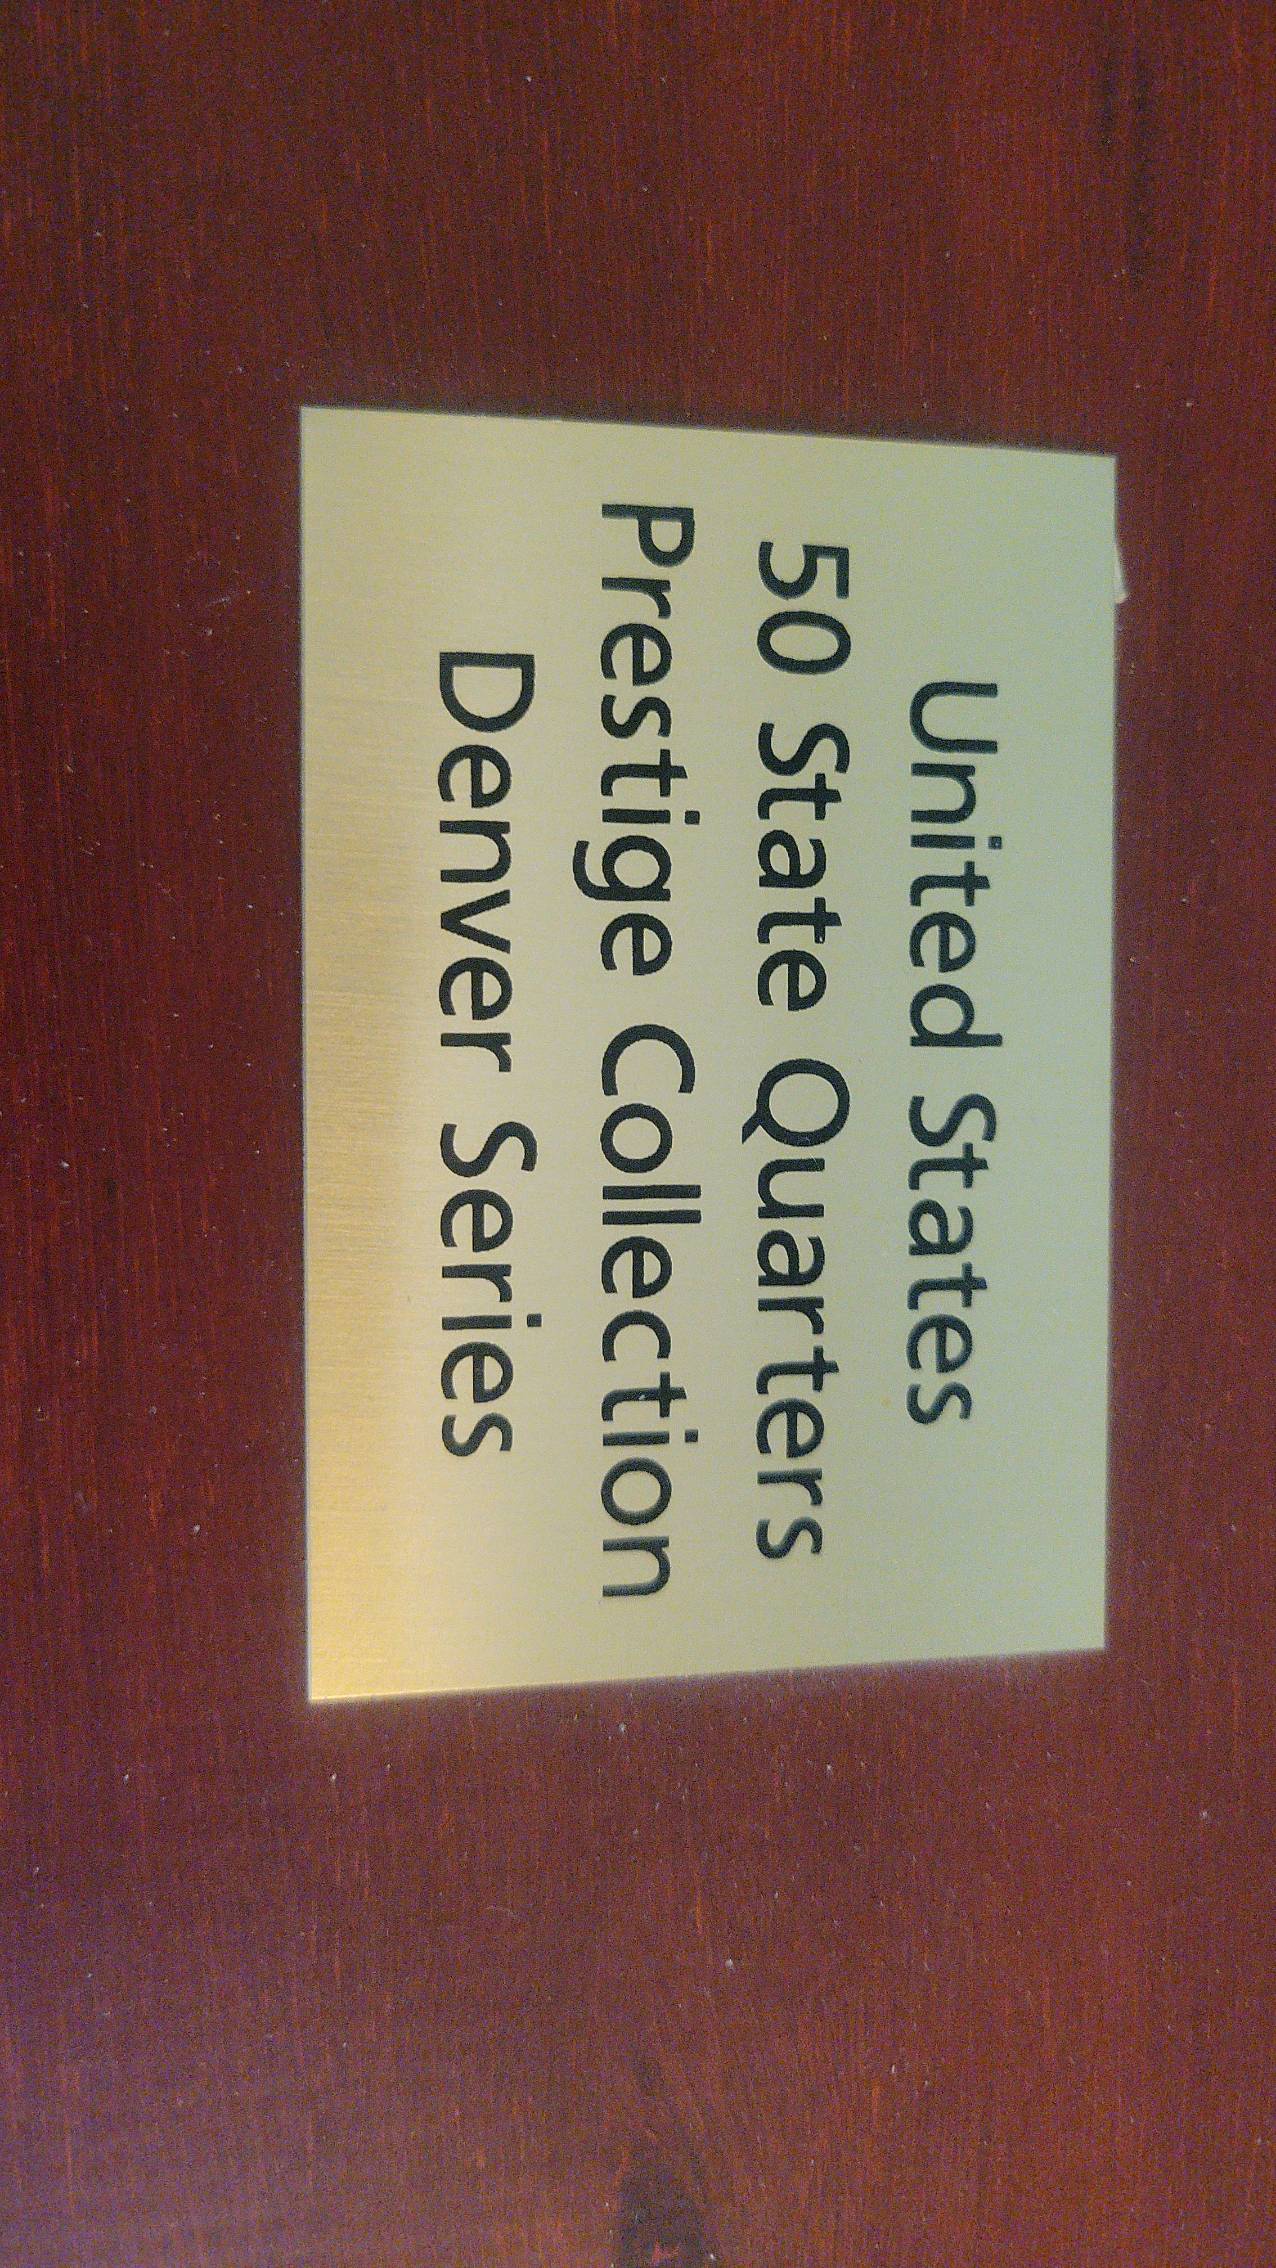 United States
50 State Quarters
Prestige Collection
Denver Series